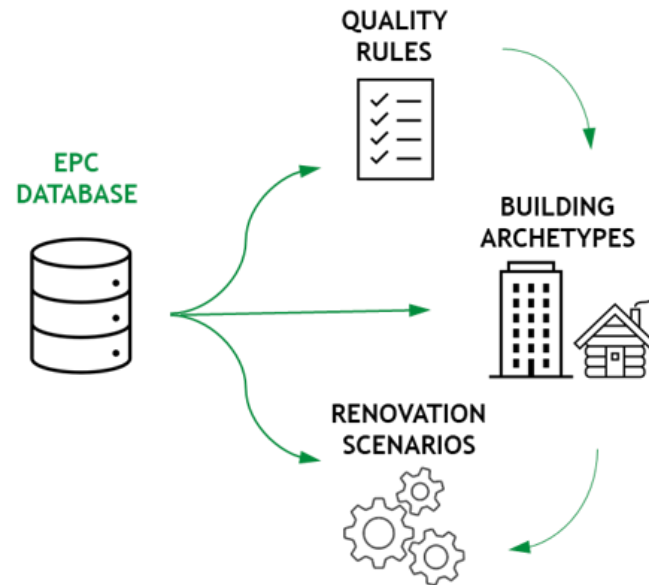 QUALITY
RULES
EPC
DATABASE
BUILDING
ARCHETYPES
RENOVATION
SCENARIOS